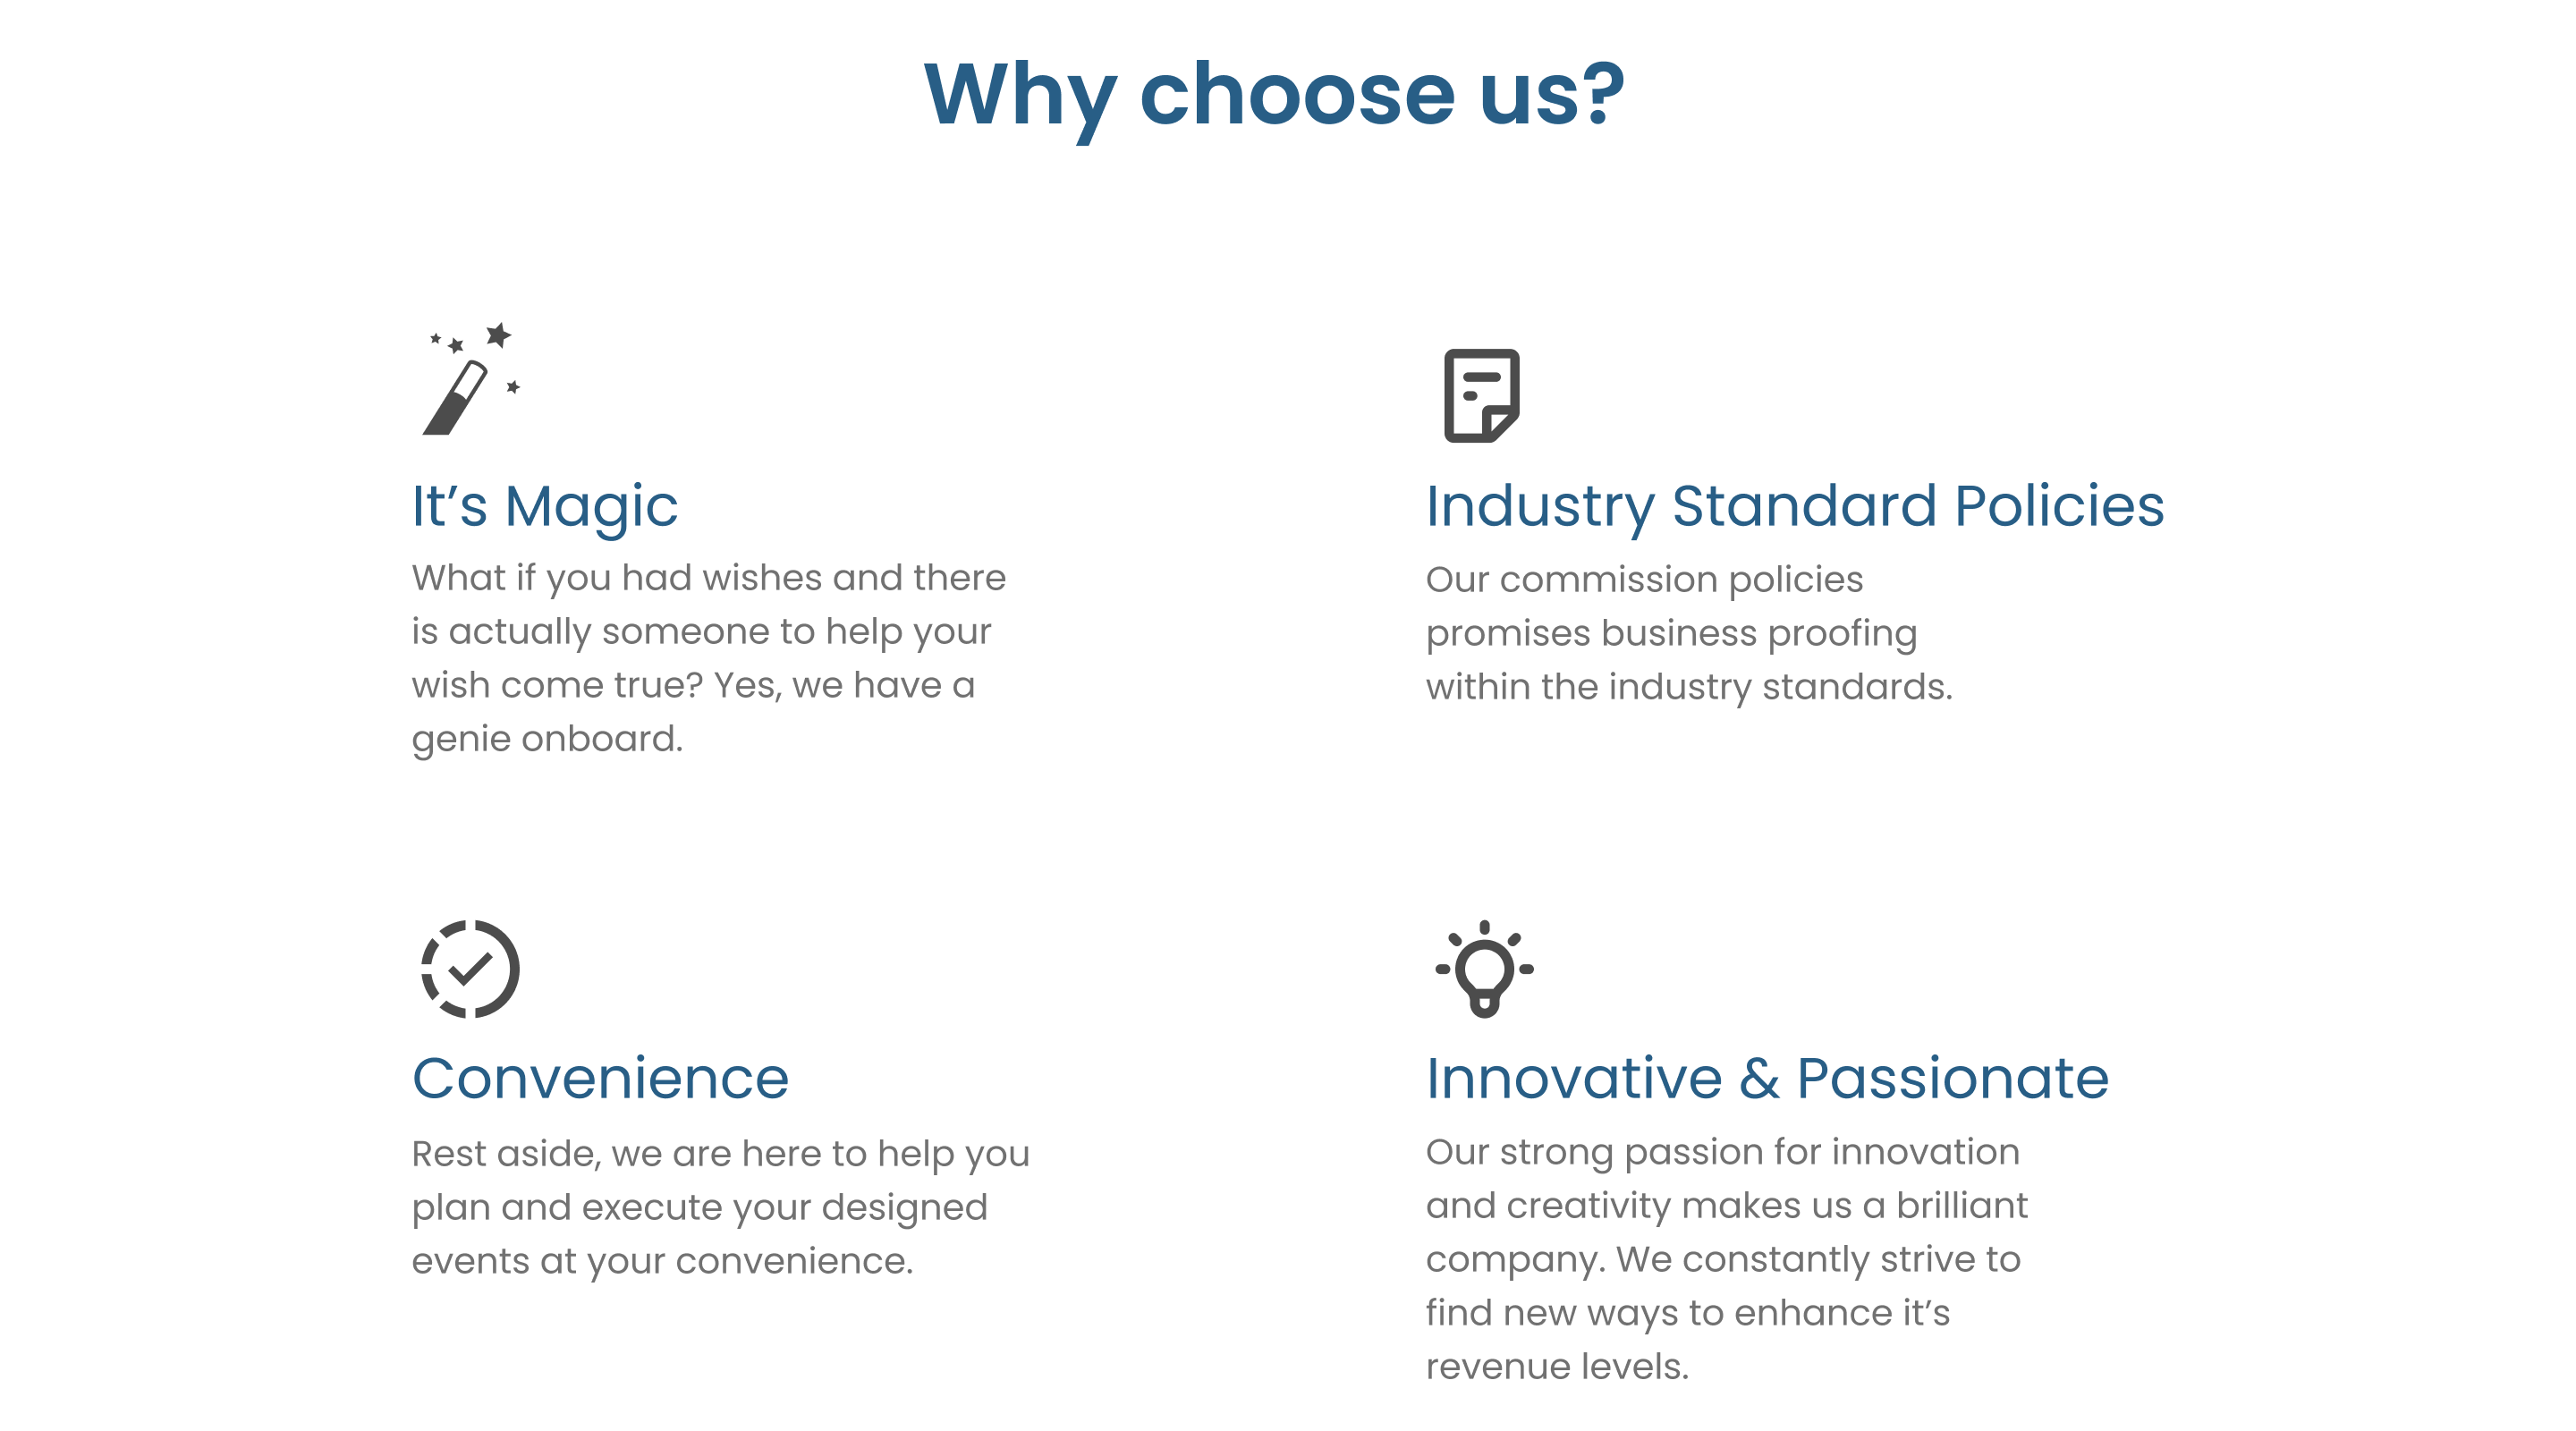 Why choose us?
It’s Magic
What if you had wishes and there
is actually someone to help your
wish come true? Yes, we have a
genie onboard.
Industry Standard Policies
Our commission policies
promises business proofing
within the industry standards.
Convenience
Rest aside, we are here to help you
plan and execute your designed
events at your convenience.
Innovative & Passionate
Our strong passion for innovation
and creativity makes us a brilliant
company. We constantly strive to
find new ways to enhance it’s
revenue levels.